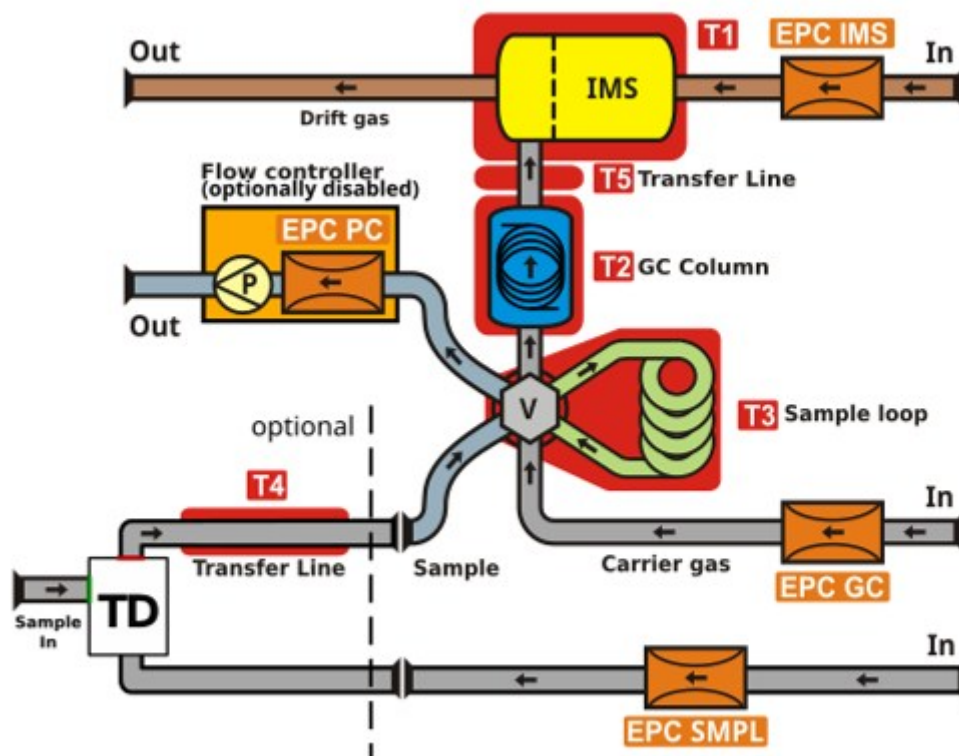 Out
T1
EPC IMS
In
IMS
Drift gas
Flow controller
(optionally disabled)
T5 Transfer Line
EPC PC
T2 GC Column
P
Out
V
T3 Sample loop
optional
T4
In
Transfer Line
Sample
Carrier gas
EPC GC
TD
Sample
In
In
EPC SMPL